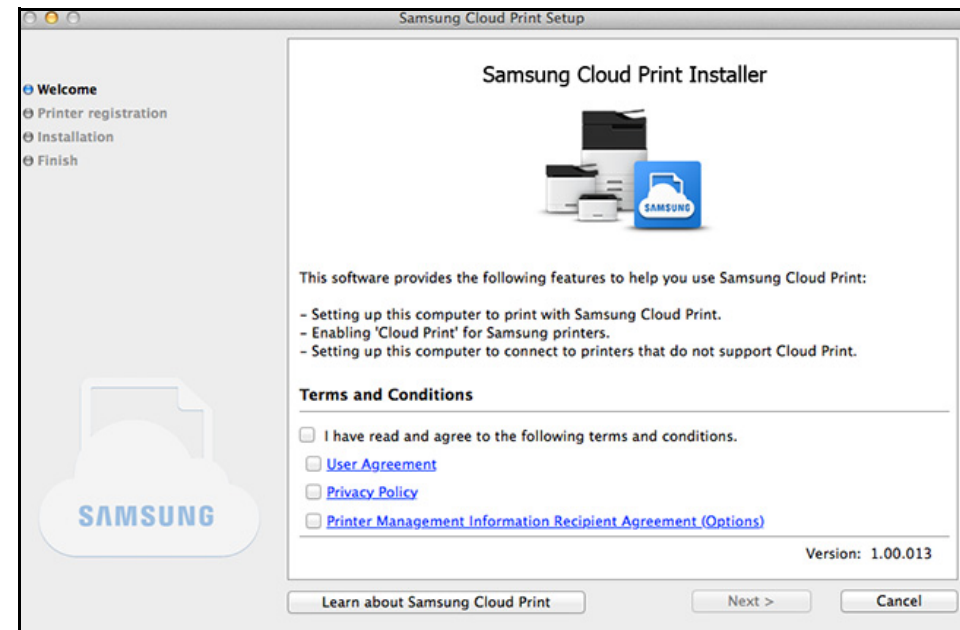 Samsung Cloud Print Setup
Welcome
Printer registration
Installation
Finish
SAMSUNG
Samsung Cloud Print Installer
SAMSUNG
This software provides the following features to help you use Samsung Cloud Print:
– Setting up this computer to print with Samsung Cloud Print.
– Enabling 'Cloud Print' for Samsung printers.
– Setting up this computer to connect to printers that do not support Cloud Print.
Terms and Conditions
I have read and agree to the following terms and conditions.
User Agreement
Privacy Policy
Printer Management Information Recipient Agreement (Options)
Version: 1.00.013
Learn about Samsung Cloud Print
Next >
Cancel